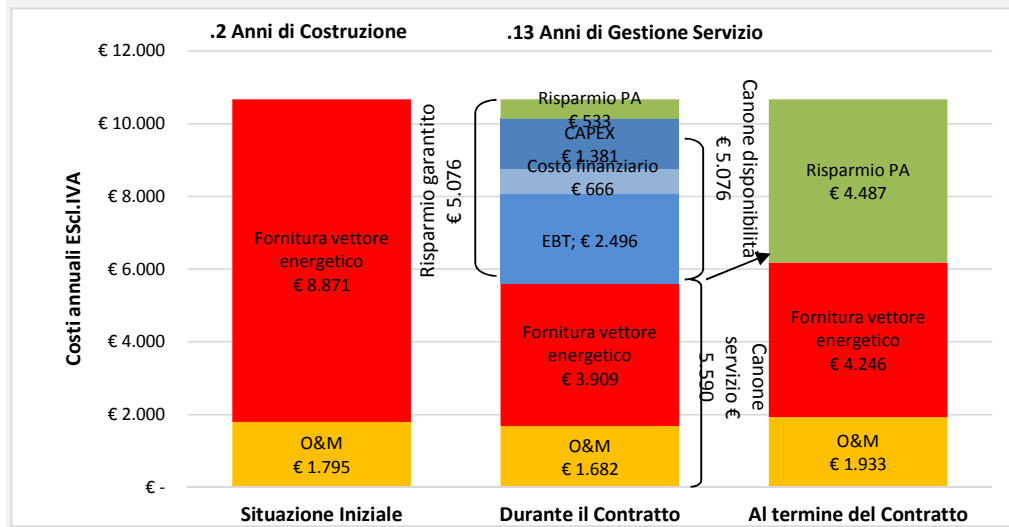 .2 Anni di Costruzione
.13 Anni di Gestione Servizio
Costi annuali EScl.IVA
€ 12.000
€ 10.000
€ 8.000
€ 6.000
€ 4.000
€ 2.000
€ -
Fornitura vettore
energetico
€ 8.871
O&M
€ 1.795
Risparmio garantito
€ 5.076
Risparmio PA
€ 533
CAPEX
€ 1.381
Costo finanziario
€ 666
EBT; € 2.496
Fornitura vettore
energetico
€ 3.909
O&M
€ 1.682
Canone disponibilità
€ 5.076
Canone
servizio €
5.590
Risparmio PA
€ 4.487
Fornitura vettore
energetico
€ 4.246
O&M
€ 1.933
Situazione Iniziale
Durante il Contratto
Al termine del Contratto